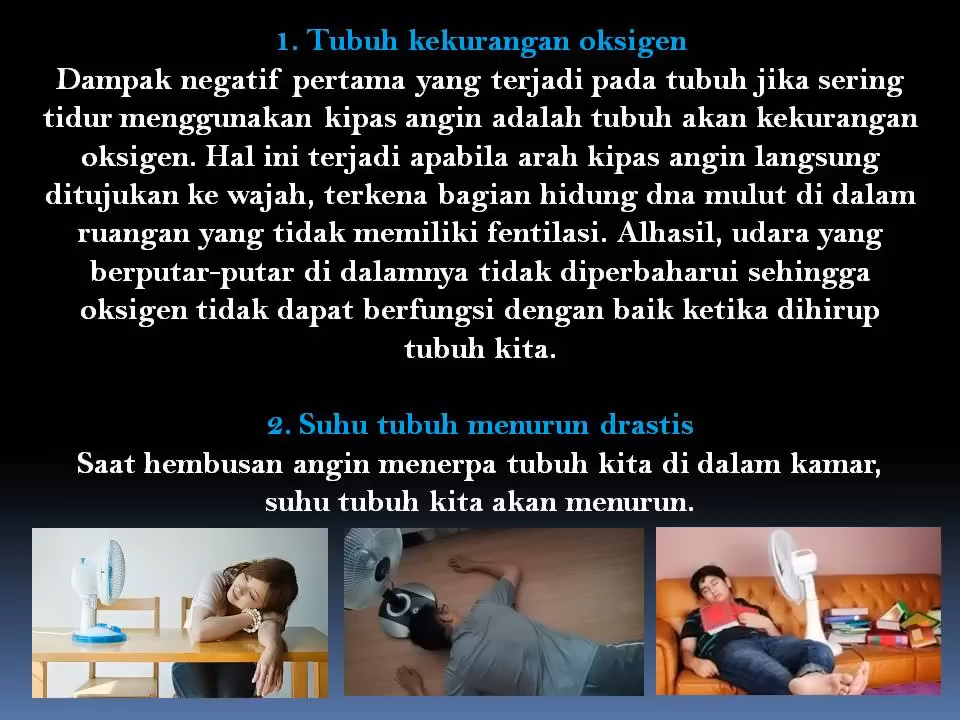 1. Tubuh kekurangan oksigen
Dampak negatif pertama yang terjadi pada tubuh jika sering
tidur menggunakan kipas angin adalah tubuh akan kekurangan
oksigen. Hal ini terjadi apabila arah kipas angin langsung
ditujukan ke wajah, terkena bagian hidung dna mulut di dalam
ruangan yang tidak memiliki fentilasi. Alhasil, udara yang
berputar-putar di dalamnya tidak diperbaharui sehingga
oksigen tidak dapat berfungsi dengan baik ketika dihirup
tubuh kita.
2. Suhu tubuh menurun drastis
Saat hembusan angin menerpa tubuh kita di dalam kamar,
suhu tubuh kita akan menurun.